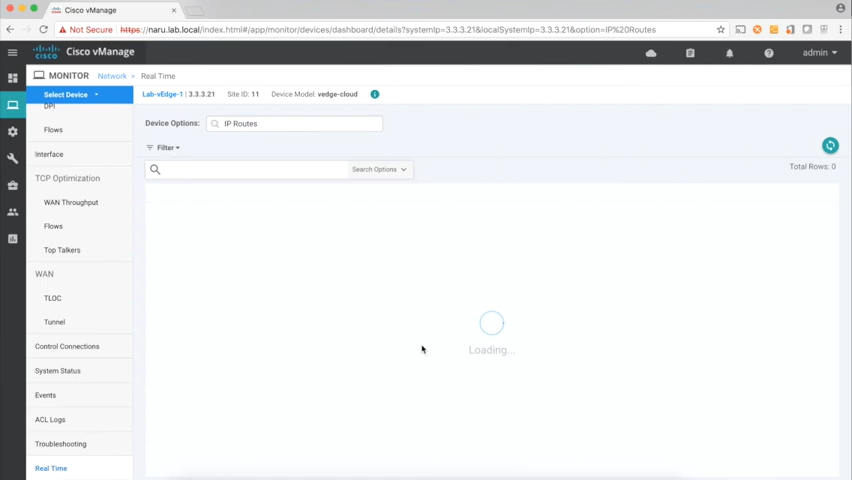 Cisco vManage
Not Secure https://naru.lab.local/index.html#/app/monitor/devices/dashboard/details?systemIp=3.3.3.21&localSystemIp=3.3.3.21&option=IP%20Routes
CISCO Cisco vManage
admin
MONITOR Network > Real Time
Select Device
Lab-vEdge-1 | 3.3.3.21 Site ID: 11 Device Model: vedge-cloud
DPI
Device Options: IP Routes
Flows
Filter
Interface
Search Options
Total Rows: 0
TCP Optimization
WAN Throughput
Flows
Top Talkers
WAN
TLOC
Tunnel
Loading...
Control Connections
System Status
Events
ACL Logs
Troubleshooting
Real Time